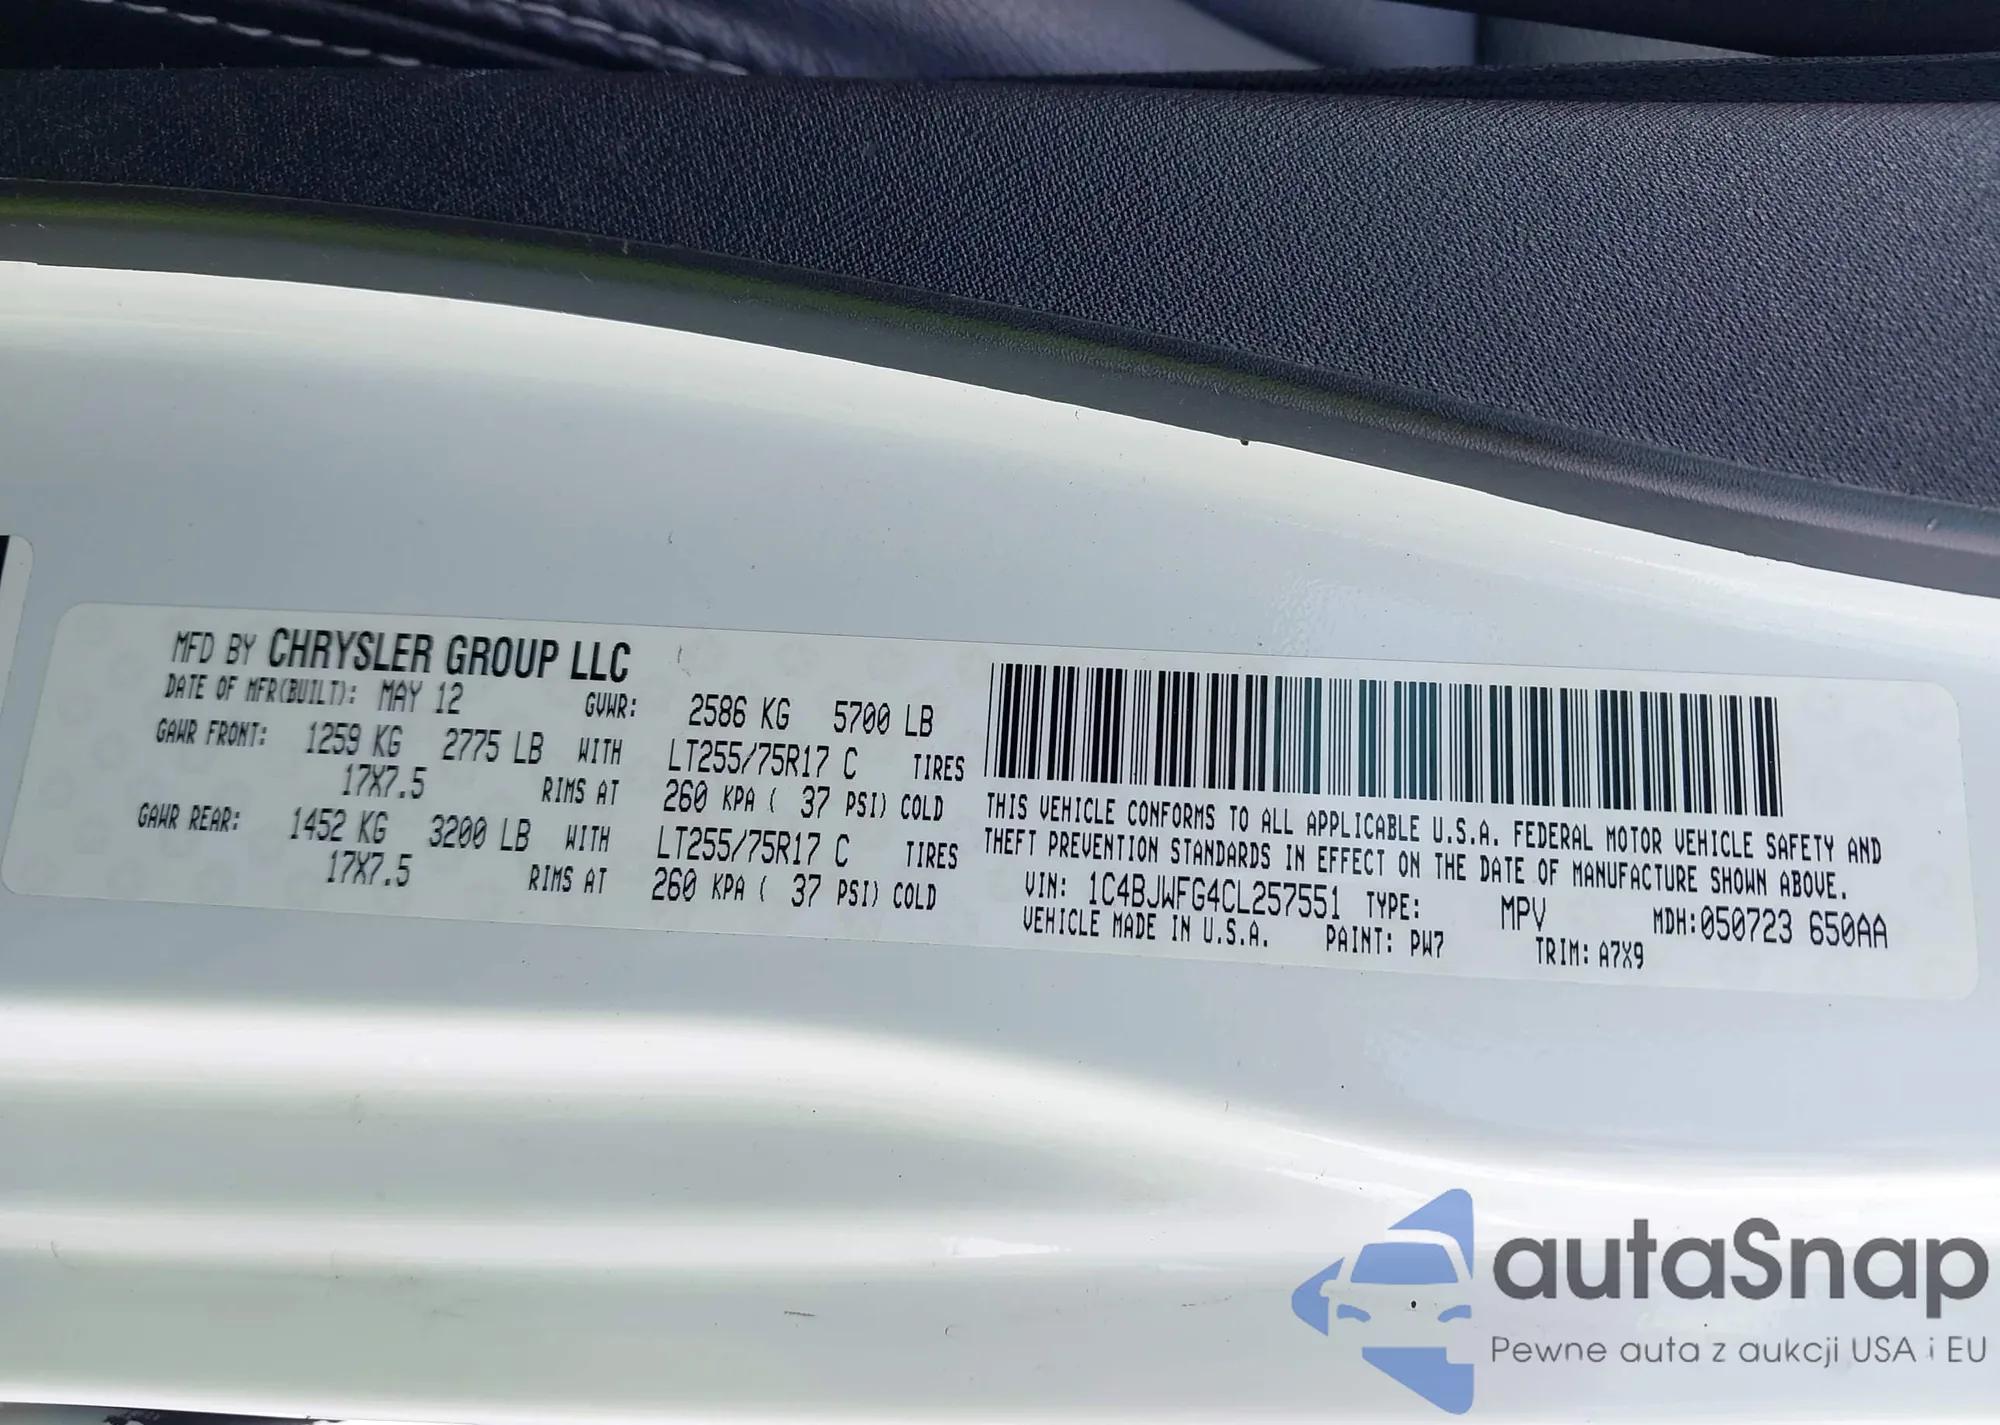 MFD BY CHRYSLER GROUP LLC
DATE OF MFR(BUILT): MAY 12 GVWR: 2586 KG 5700 LB
GAWR FRONT: 1259 KG 2775 LB WITH LT255/75R17 C TIRES
17X7.5 RIMS AT 260 KPA ( 37 PSI) COLD
GAWR REAR: 1452 KG 3200 LB WITH LT255/75R17 C TIRES
17X7.5 RIMS AT 260 KPA ( 37 PSI) COLD
THIS VEHICLE CONFORMS TO ALL APPLICABLE U.S.A. FEDERAL MOTOR VEHICLE SAFETY AND
THEFT PREVENTION STANDARDS IN EFFECT ON THE DATE OF MANUFACTURE SHOWN ABOVE.
VIN: 1C4BJWFG4CL257551 TYPE: MPV MDH:050723 650AA
VEHICLE MADE IN U.S.A. PAINT: PW7 TRIM: A7X9
autaSnap
Pewne auta z aukcji USA i EU